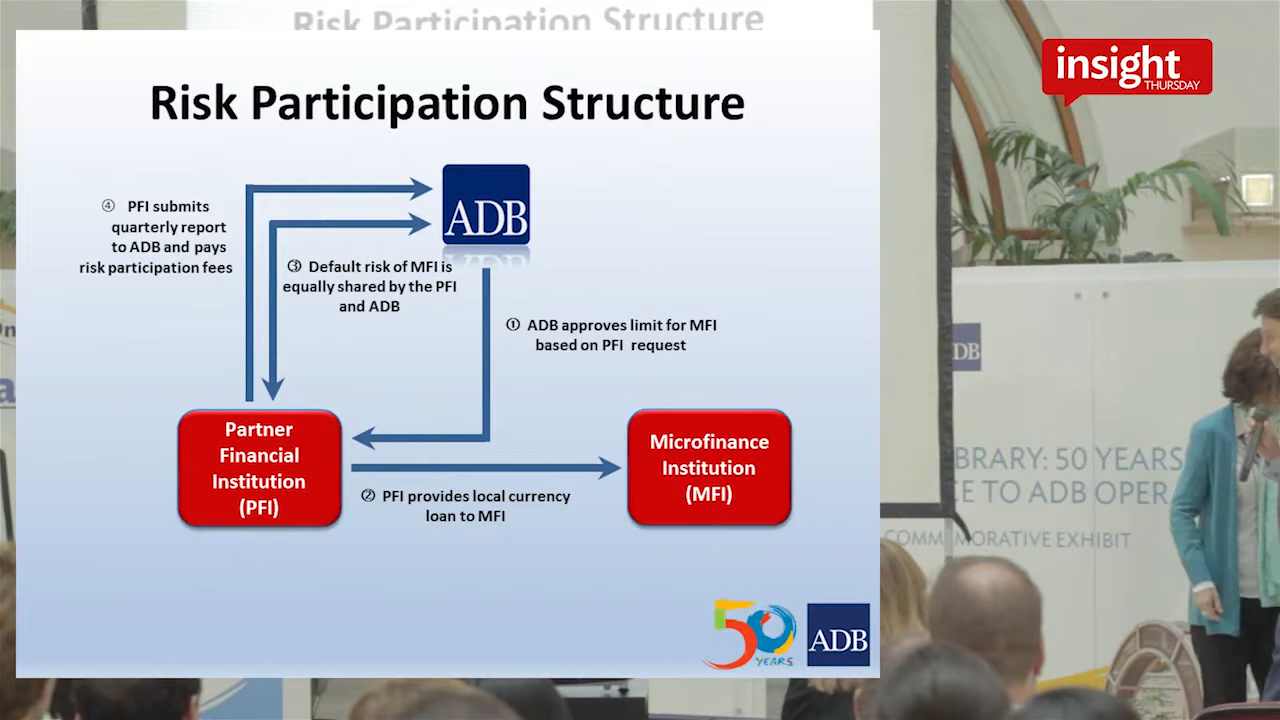 Risk Participation Structure
insight
THURSDAY
Risk Participation Structure
ADB
④ PFI submits
quarterly report
to ADB and pays
risk participation fees
③ Default risk of MFI is
equally shared by the PFI
and ADB
① ADB approves limit for MFI
based on PFI request
Partner
Financial
Institution
(PFI)
② PFI provides local currency
loan to MFI
Microfinance
Institution
(MFI)
50
YEARS
ADB
DB
BRARY: 50 YEARS
CE TO ADB OPER
COMMEMORATIVE EXHIBIT